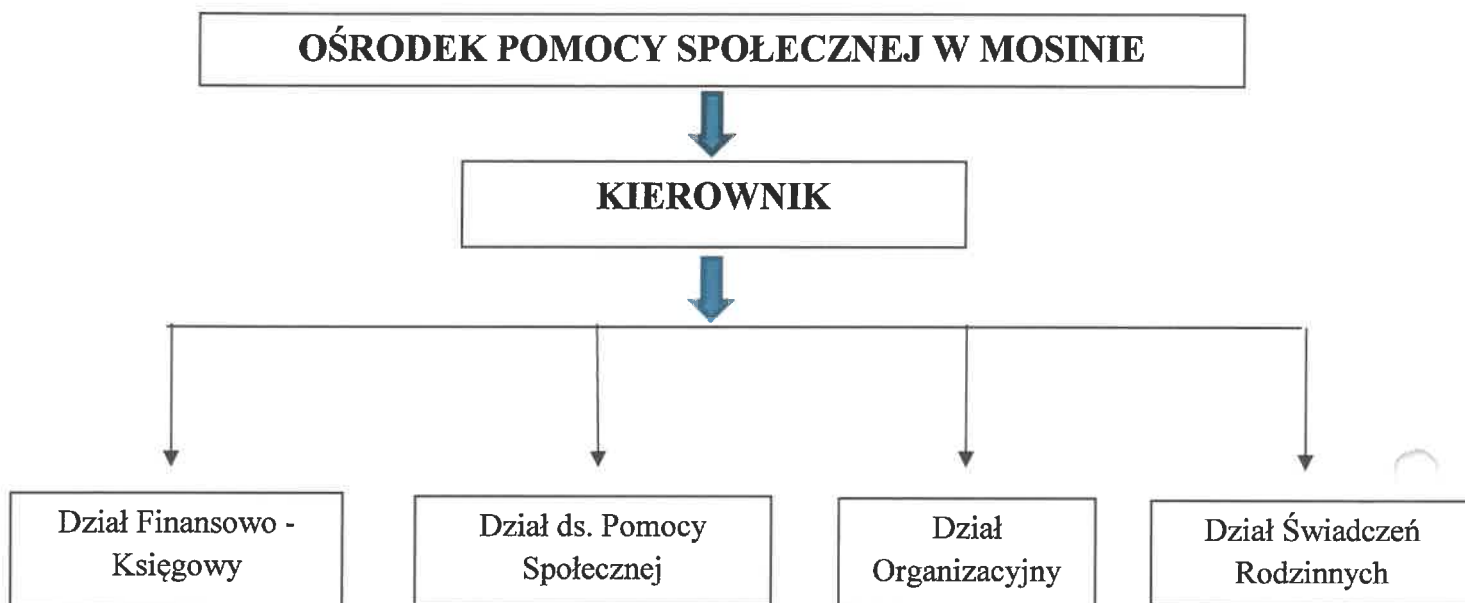 OŚRODEK POMOCY SPOŁECZNEJ W MOSINIE
KIEROWNIK
Dział Finansowo -
Księgowy
Dział ds. Pomocy
Społecznej
Dział
Organizacyjny
Dział Świadczeń
Rodzinnych